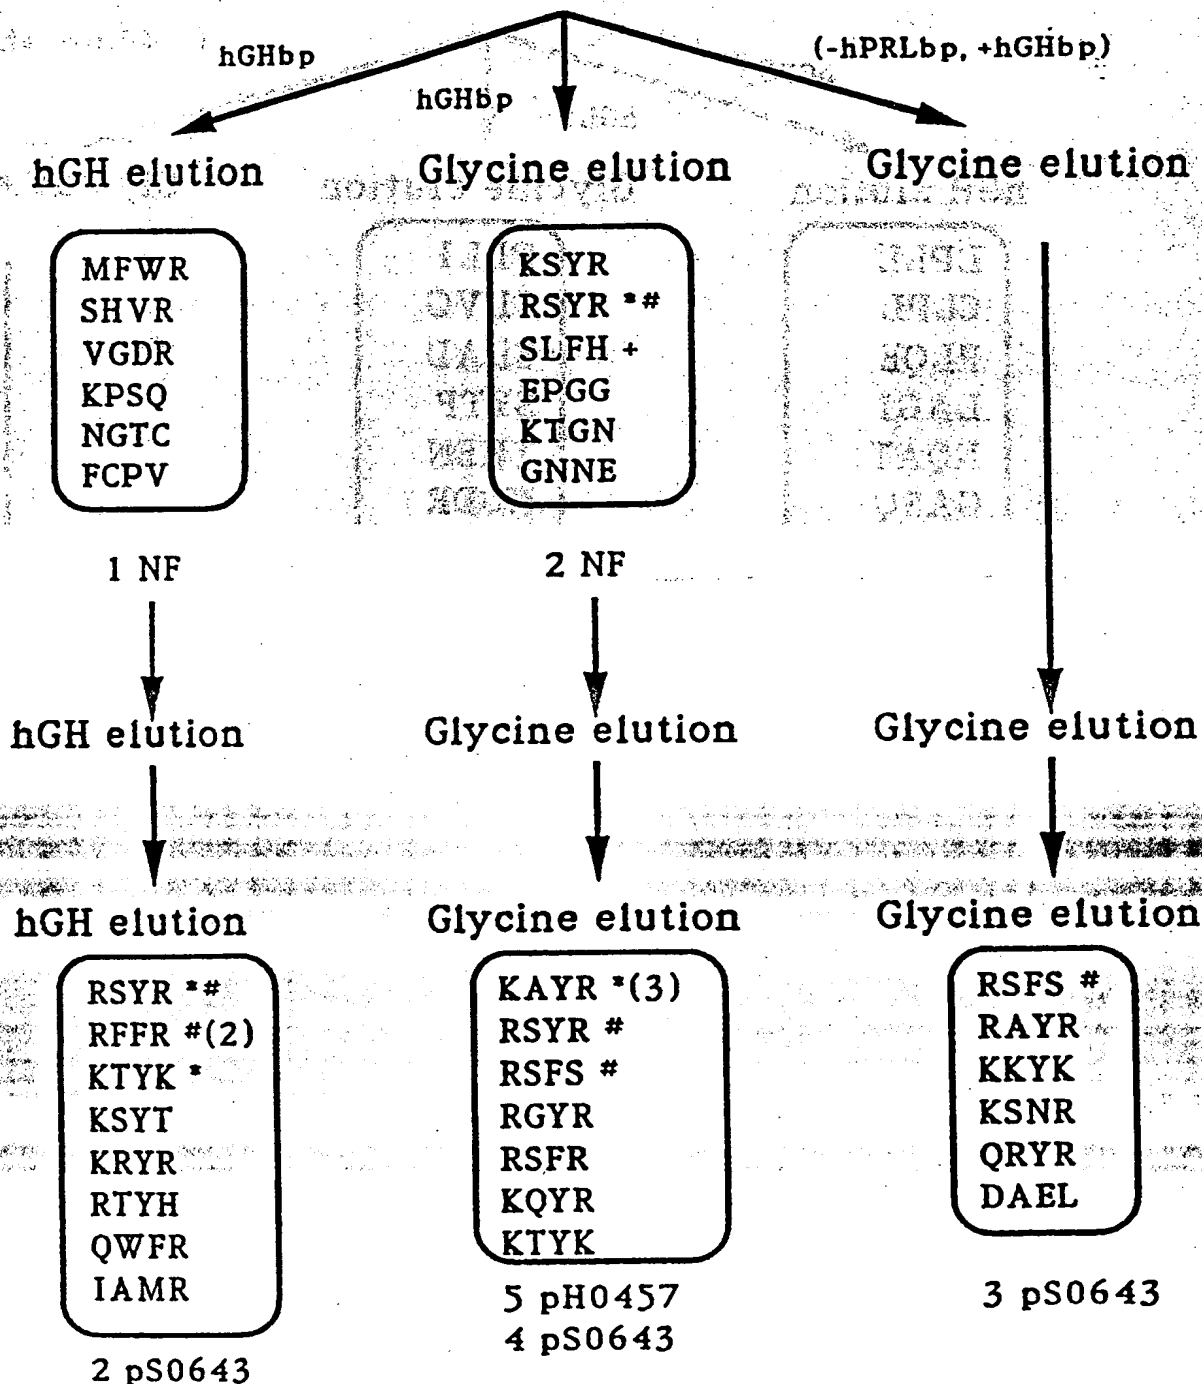 hGHbp
hGHbp
(-hPRLbp, +hGHbp)
hGH elution
Glycine elution
Glycine elution
MFWR
SHVR
VGDR
KPSQ
NGTC
FCPV
1 NF
KSYR
RSYR *#
SLFH +
EPGG
KTGN
GNNE
2 NF
hGH elution
Glycine elution
Glycine elution
hGH elution
Glycine elution
Glycine elution
RSYR *#
RFFR #(2)
KTYK *
KSYT
KRYR
RTYH
QWFR
IAMR
2 pS0643
KAYR *(3)
RSYR #
RSFS #
RGYR
RSFR
KQYR
KTYK
5 pH0457
4 pS0643
RSFS #
RAYR
KKYK
KSNR
QRYR
DAEL
3 pS0643